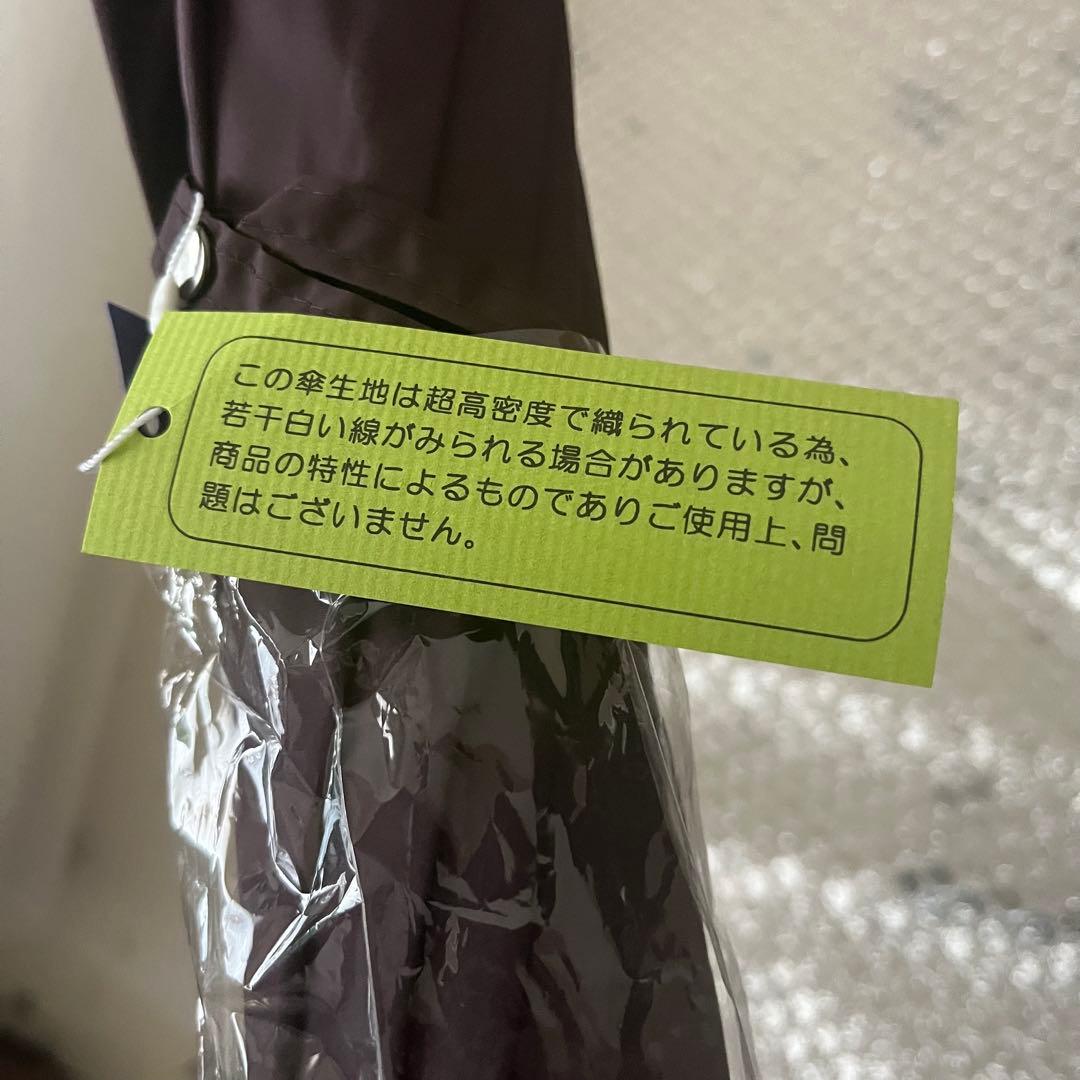 この傘生地は超高密度で織られている為、
若干白い線がみられる場合がありますが、
商品の特性によるものでありご使用上、問
題はございません。